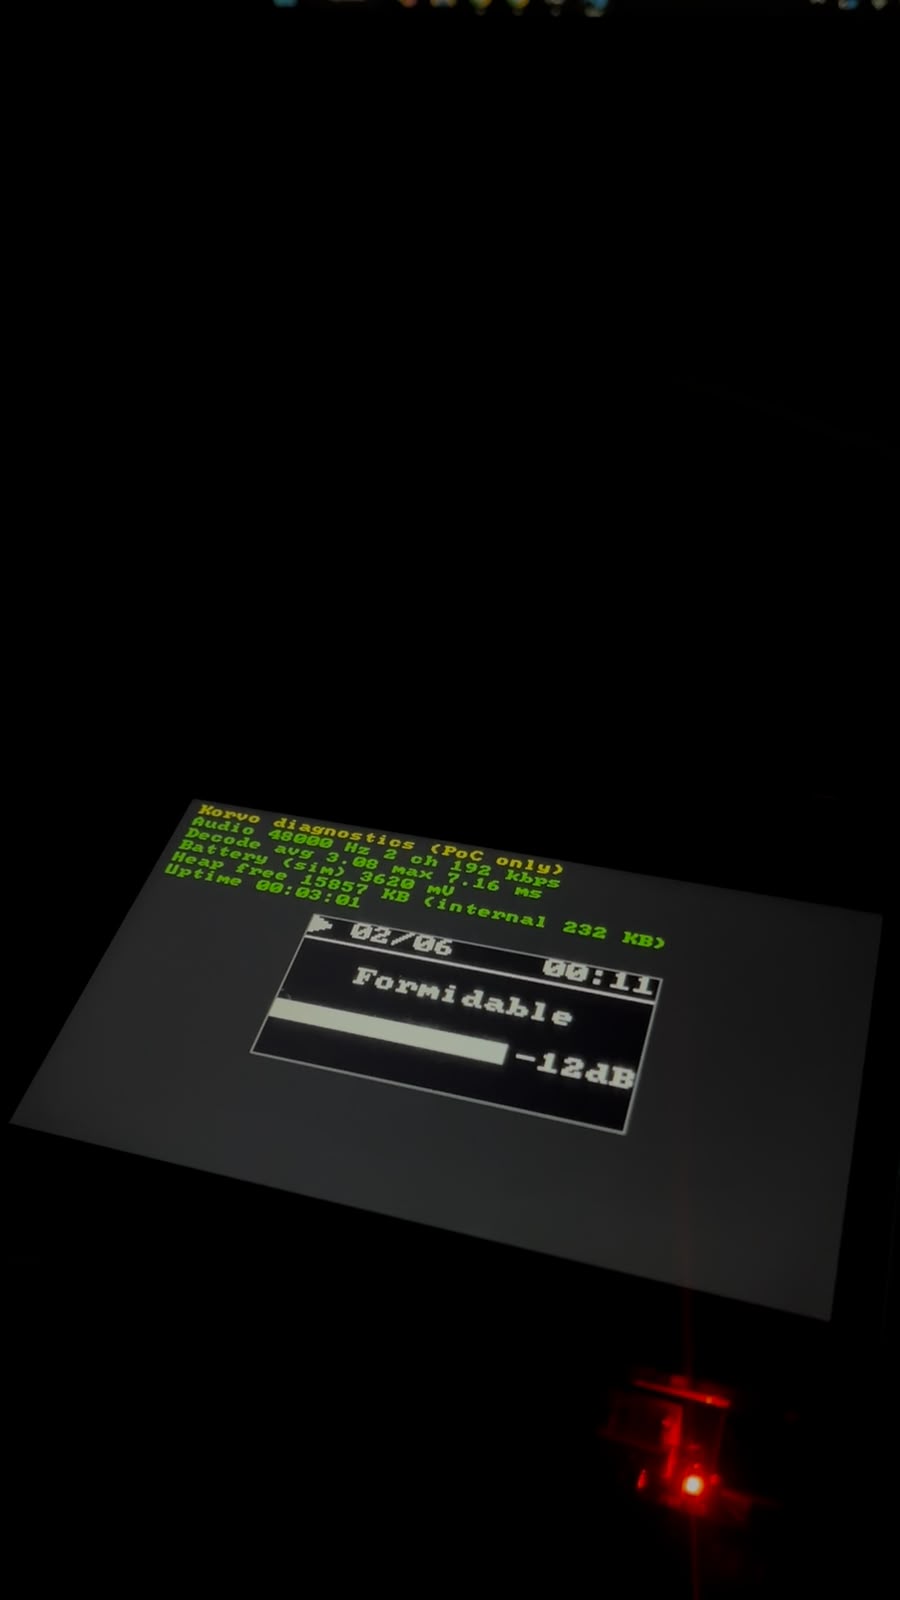 Korvo diagnostics (PoC only)
Audio 48000 Hz 2 ch 192 kbps
Decode avg 3.08 max 7.16 ms
Battery (sim) 3620 mV
Heap free 15857 KB (internal 232 KB)
Uptime 00:03:01
02/06 00:11
Formidable
-12dB